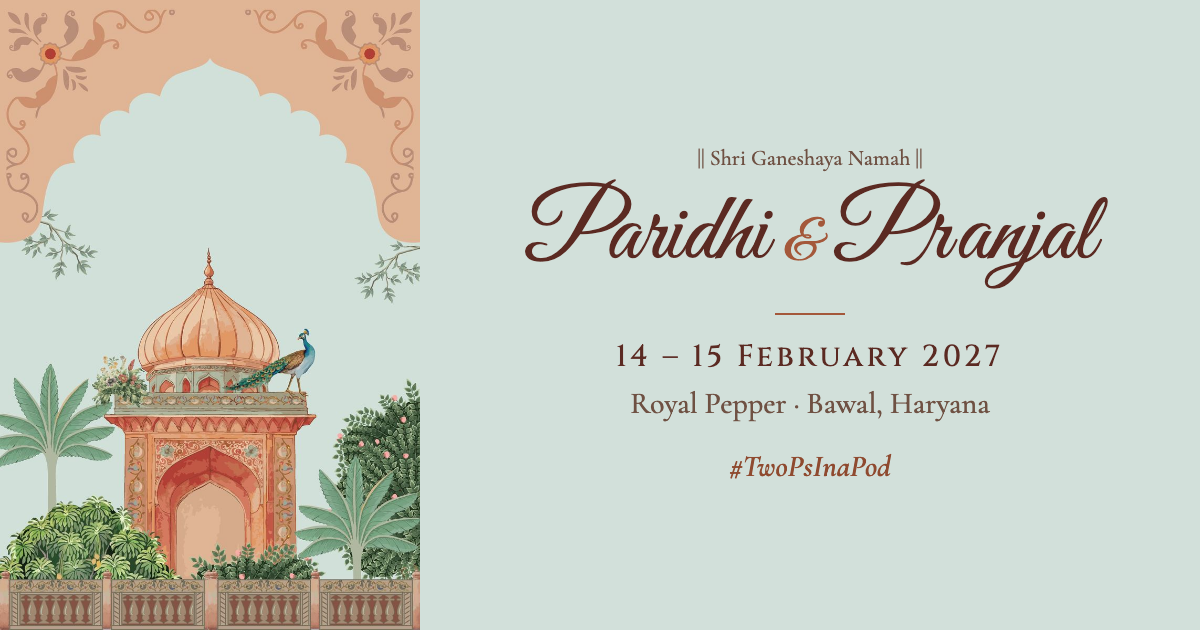 || Shri Ganeshaya Namah ||
Paridhi & Pranjal
14 – 15 February 2027
Royal Pepper · Bawal, Haryana
#TwoPsInaPod